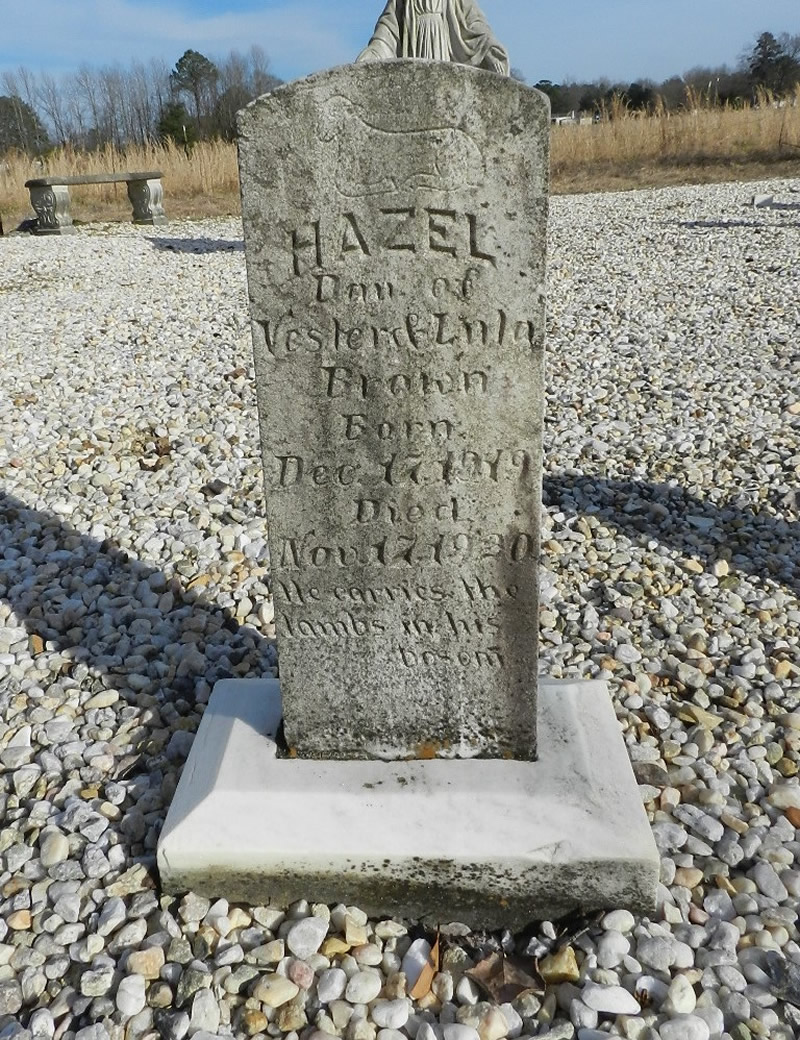 HAZEL
Dau. of
Vester & Lula
Brown
Born
Dec. 17, 1919
Died
Nov. 17, 1920
He carries the
lambs in his
bosom